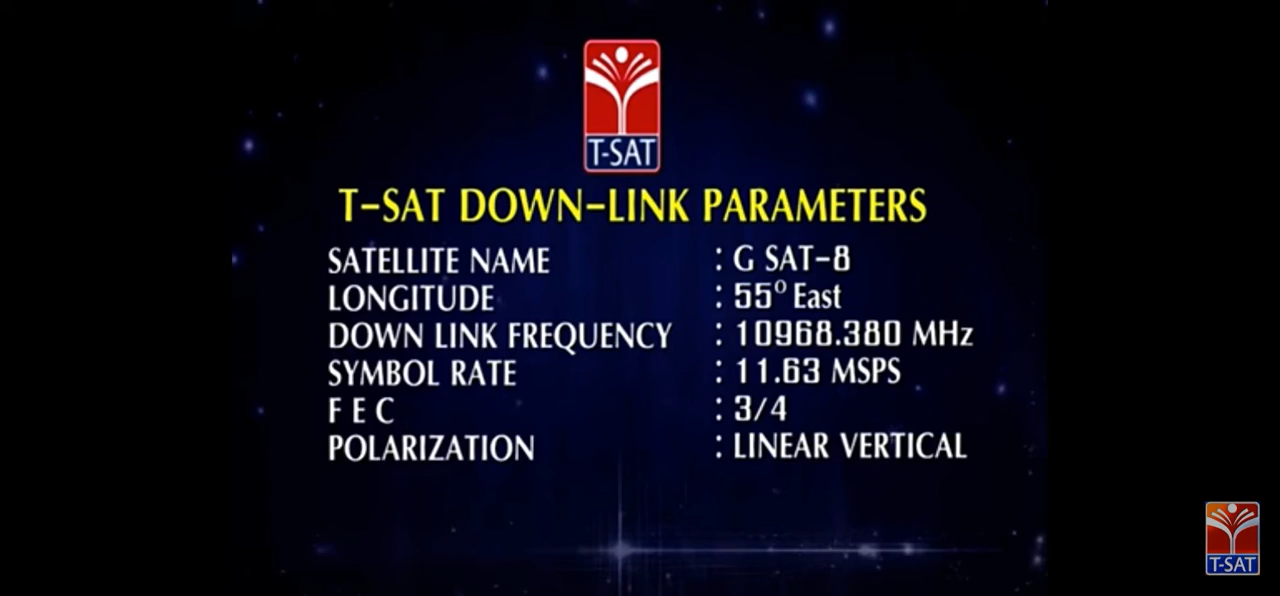 T-SAT
T-SAT DOWN-LINK PARAMETERS
SATELLITE NAME : G SAT-8
LONGITUDE : 55° East
DOWN LINK FREQUENCY : 10968.380 MHz
SYMBOL RATE : 11.63 MSPS
F E C : 3/4
POLARIZATION : LINEAR VERTICAL
T-SAT